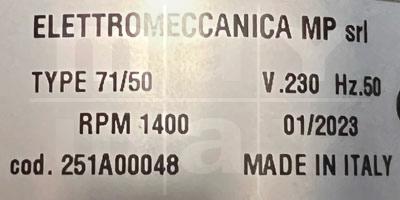 ELETTROMECCANICA MP srl
TYPE 71/50 V.230 Hz.50
RPM 1400 01/2023
cod. 251A00048 MADE IN ITALY